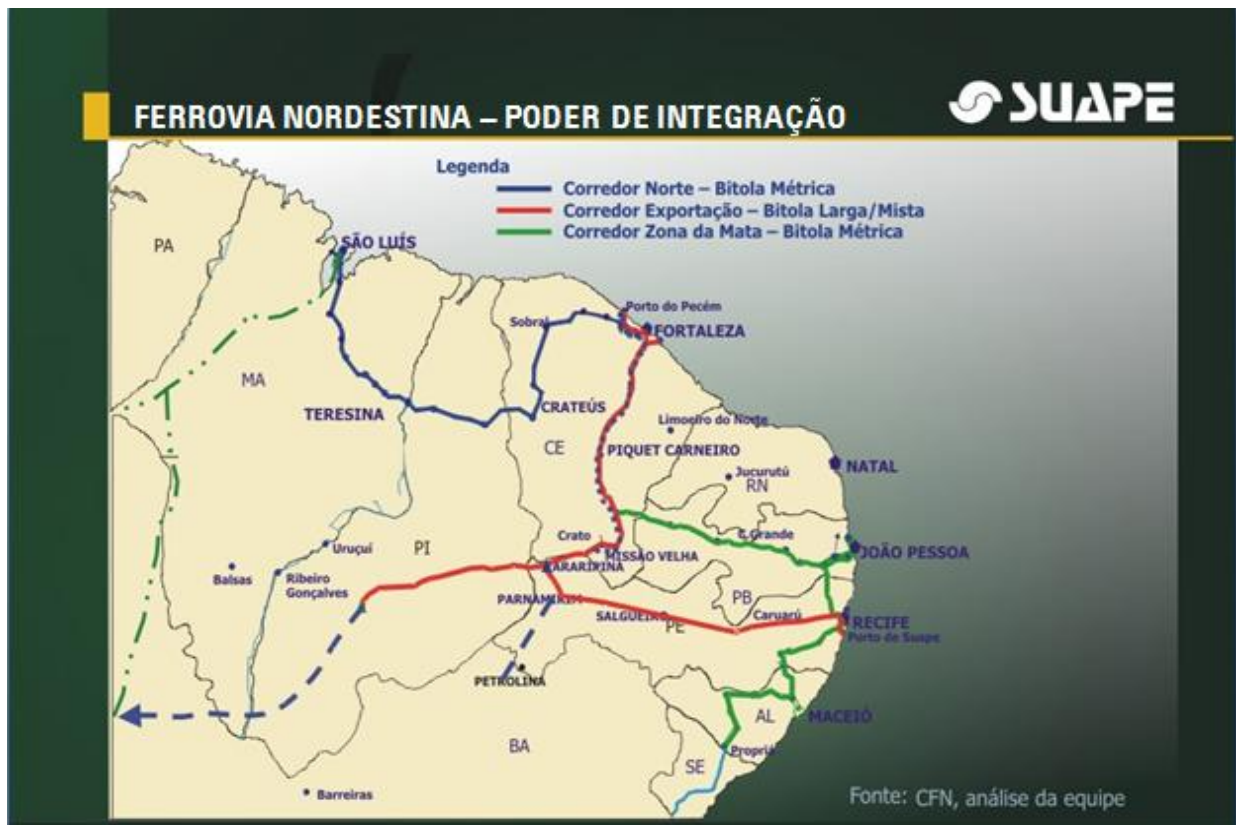 FERROVIA NORDESTINA – PODER DE INTEGRAÇÃO
SUAPE
Legenda
Corredor Norte – Bitola Métrica
Corredor Exportação – Bitola Larga/Mista
Corredor Zona da Mata – Bitola Métrica
PA
SÃO LUÍS
Porto do Pecém
Sobral
FORTALEZA
MA
TERESINA
CRATEÚS
Limoeiro do Norte
CE
PIQUET CARNEIRO
NATAL
Jucurutú
RN
Crato
C.Grande
Uruçuí
PI
MISSÃO VELHA
JOÃO PESSOA
ARARIPINA
Balsas
Ribeiro
Gonçalves
PARNAMIRIM
PB
SALGUEIRO
Caruarú
RECIFE
PE
Porto de Suape
PETROLINA
AL
MACEIÓ
BA
Propriá
SE
Barreiras
Fonte: CFN, análise da equipe